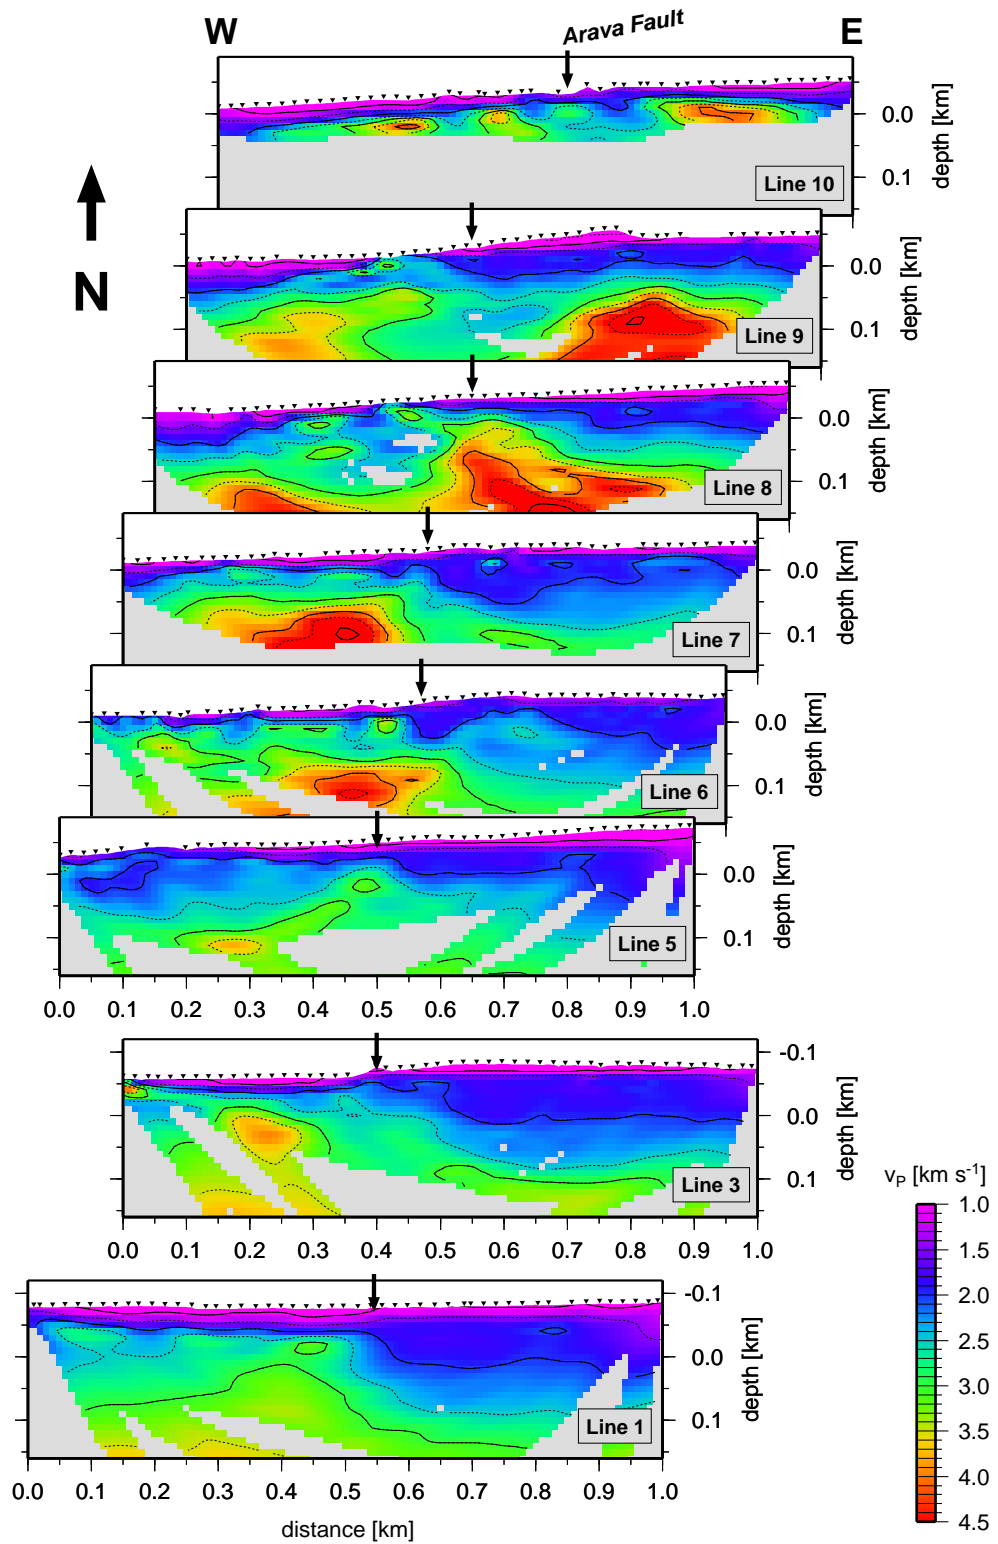 W
Arava Fault
E
0.0
0.1
depth [km]
Line 10
N
0.0
0.1
depth [km]
Line 9
0.0
0.1
depth [km]
Line 8
0.0
0.1
depth [km]
Line 7
0.0
0.1
depth [km]
Line 6
0.0
0.1
depth [km]
Line 5
0.0 0.1 0.2 0.3 0.4 0.5 0.6 0.7 0.8 0.9 1.0
-0.1
0.0
0.1
depth [km]
Line 3
0.0 0.1 0.2 0.3 0.4 0.5 0.6 0.7 0.8 0.9 1.0
-0.1
0.0
0.1
depth [km]
Line 1
0.0 0.1 0.2 0.3 0.4 0.5 0.6 0.7 0.8 0.9 1.0
distance [km]
vP [km s-1]
1.0
1.5
2.0
2.5
3.0
3.5
4.0
4.5